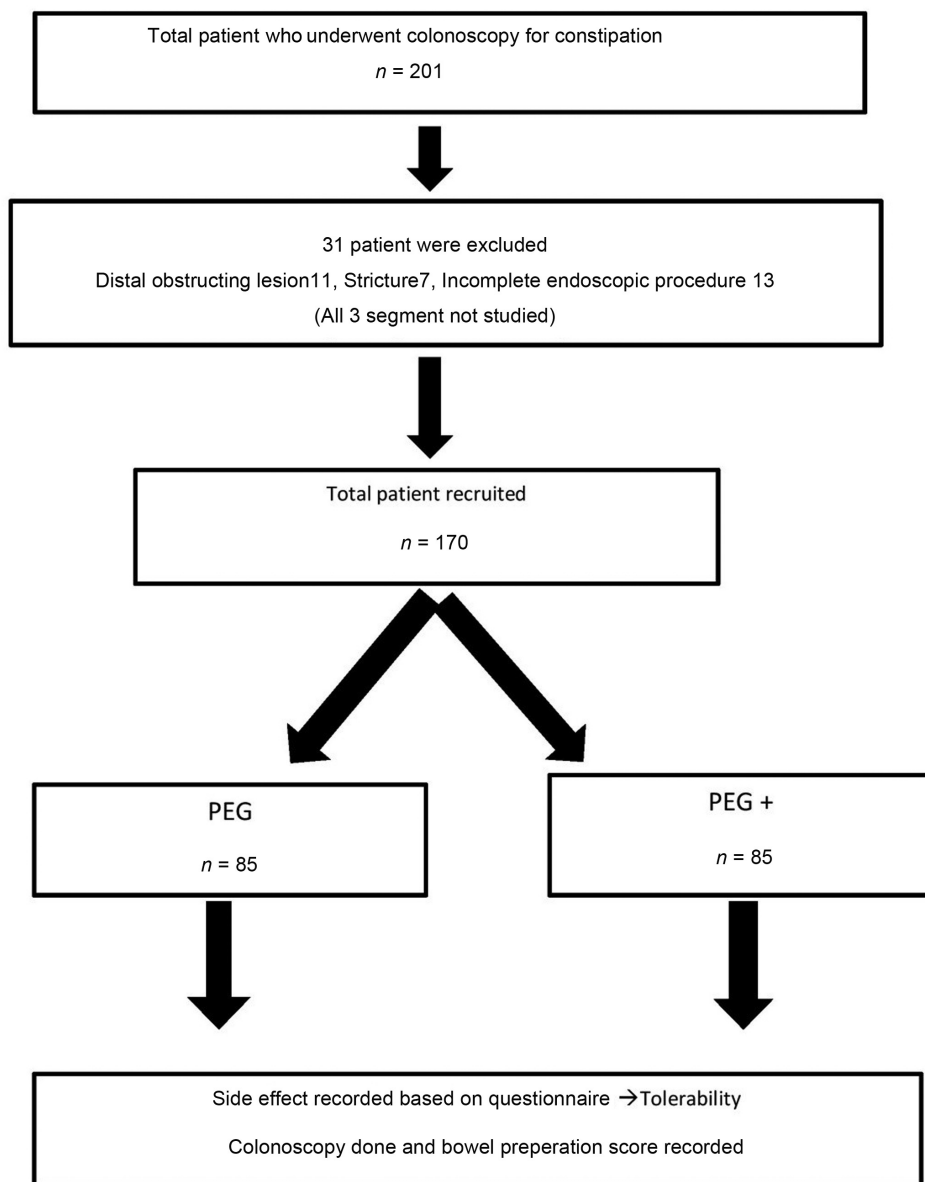 Total patient who underwent colonoscopy for constipation
n = 201
31 patient were excluded
Distal obstructing lesion11, Stricture7, Incomplete endoscopic procedure 13
(All 3 segment not studied)
Total patient recruited
n = 170
PEG
n = 85
PEG +
n = 85
Side effect recorded based on questionnaire →Tolerability
Colonoscopy done and bowel preperation score recorded